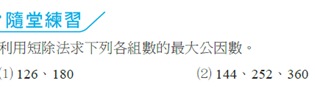 隨堂練習
利用短除法求下列各組數的最大公因數。
(1) 126、180 (2) 144、252、360